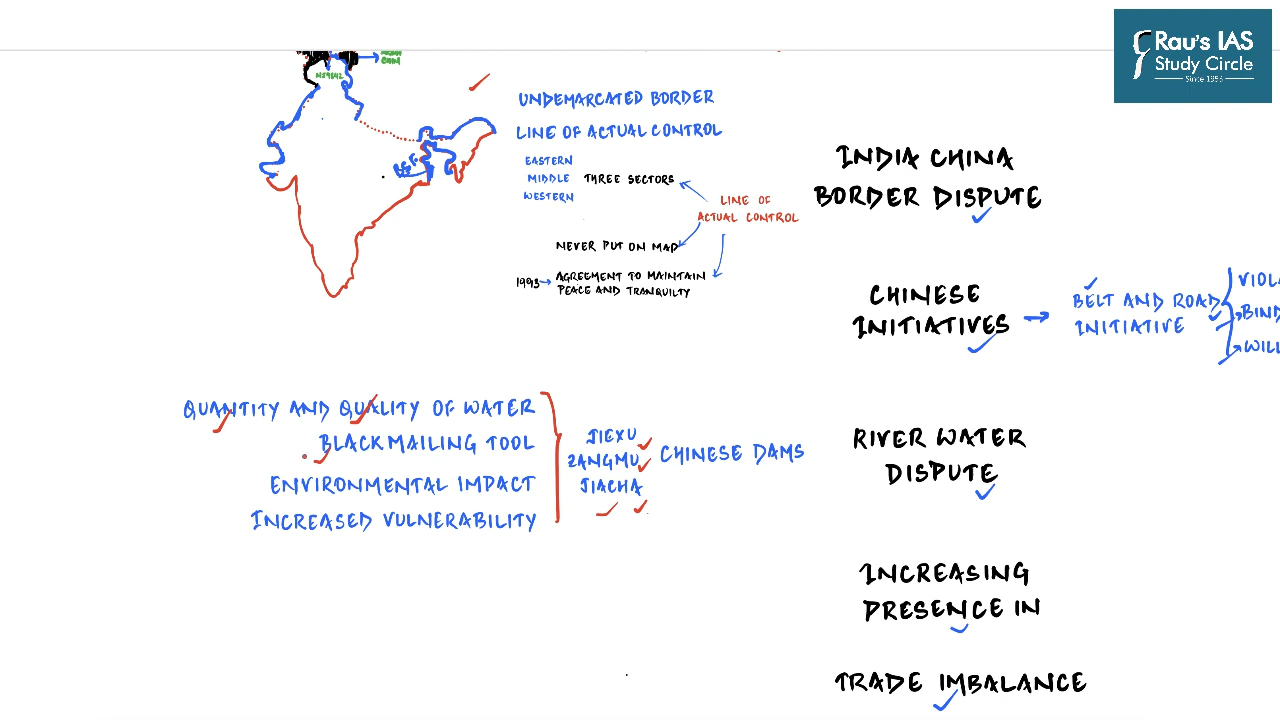 Rau's IAS
Study Circle
Since 1953
UNDEMARCATED BORDER
LINE OF ACTUAL CONTROL
EASTERN
MIDDLE
WESTERN
THREE SECTORS
LINE OF
ACTUAL CONTROL
NEVER PUT ON MAP
1993→ AGREEMENT TO MAINTAIN
PEACE AND TRANQUILTY
INDIA CHINA
BORDER DISPUTE
CHINESE
INITIATIVES
BELT AND ROAD
INITIATIVE
QUANTITY AND QUALITY OF WATER
BLACKMAILING TOOL
ENVIRONMENTAL IMPACT
INCREASED VULNERABILITY
JIEXU
ZANGMU
JIACHA
CHINESE DAMS
RIVER WATER
DISPUTE
INCREASING
PRESENCE IN
TRADE IMBALANCE